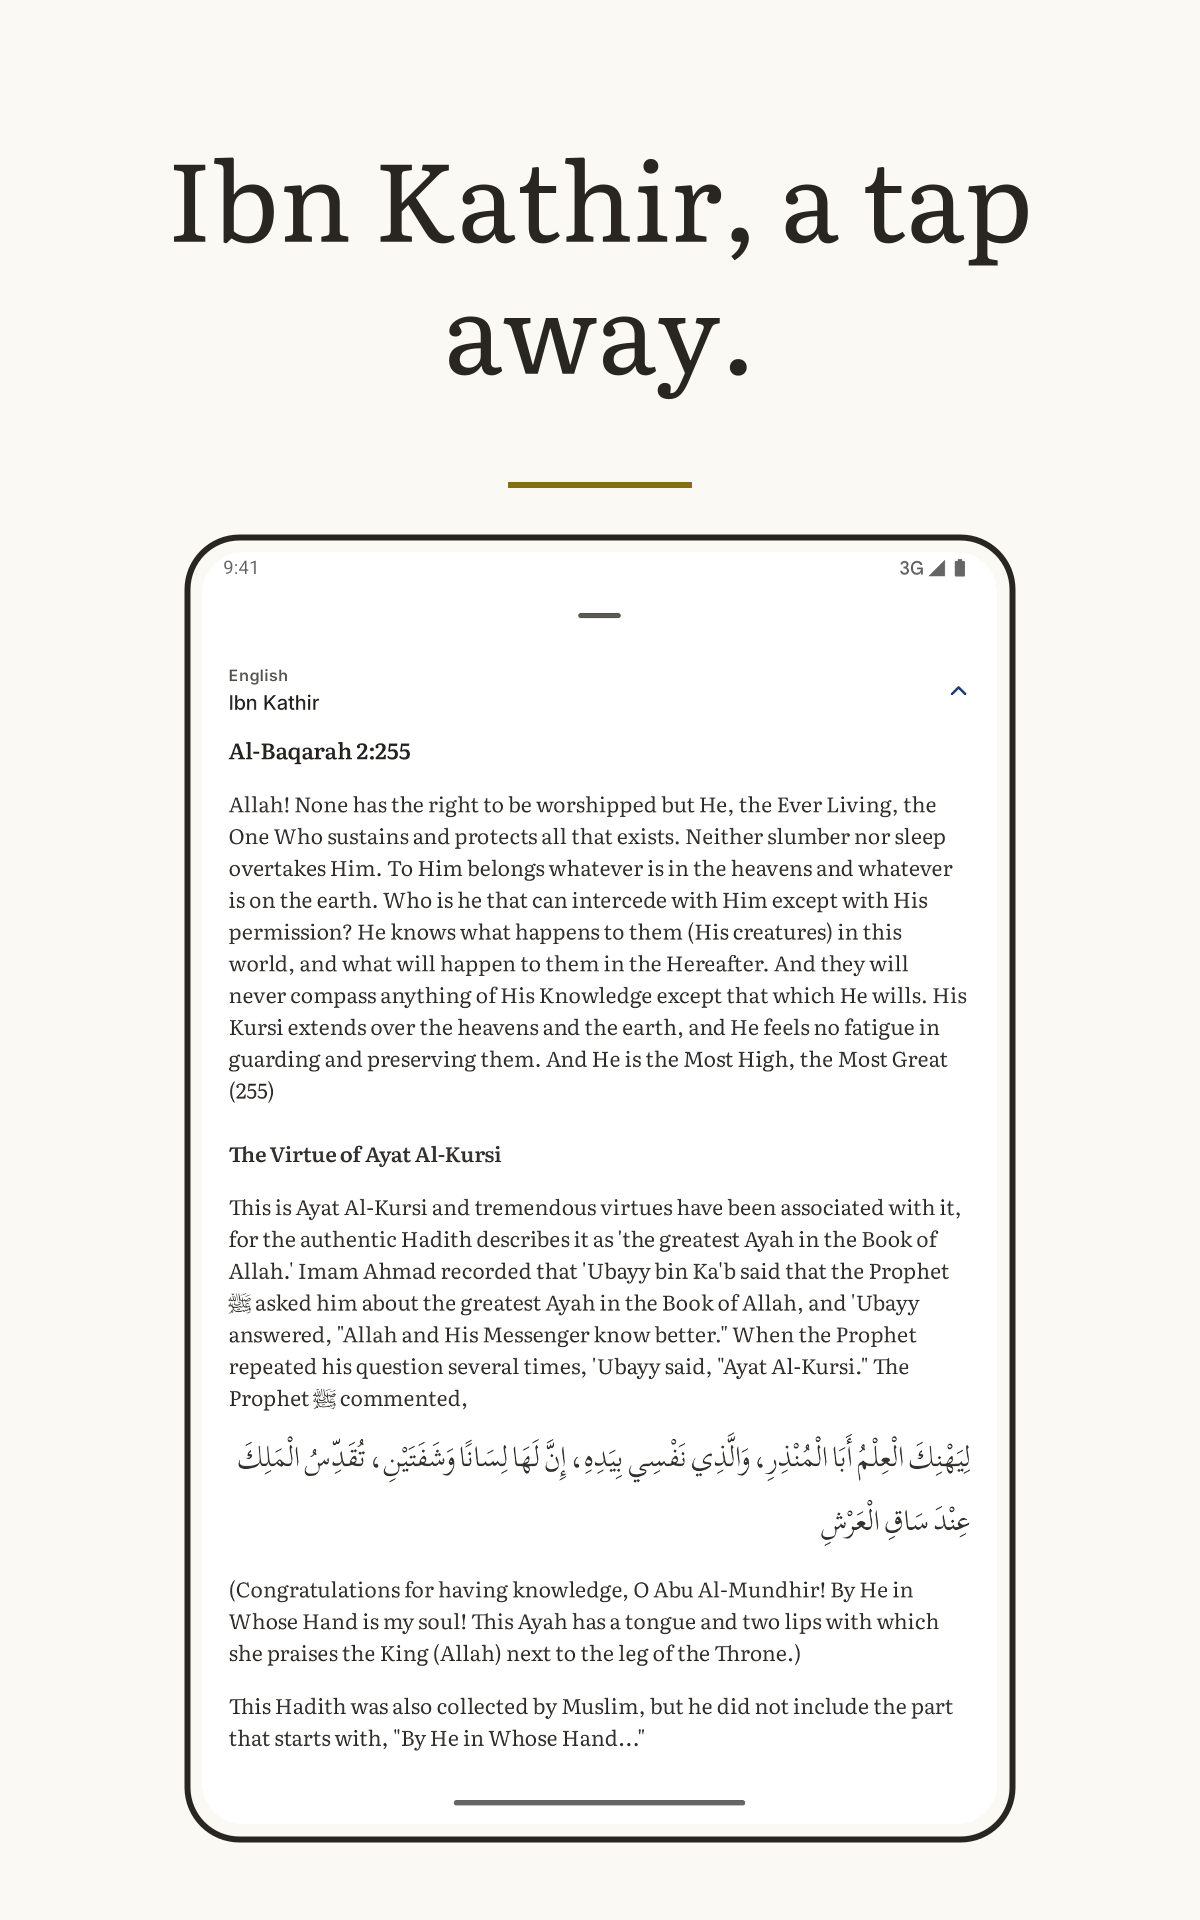 Ibn Kathir, a tap
away.
9:41
3G
English
Ibn Kathir
Al-Baqarah 2:255
Allah! None has the right to be worshipped but He, the Ever Living, the
One Who sustains and protects all that exists. Neither slumber nor sleep
overtakes Him. To Him belongs whatever is in the heavens and whatever
is on the earth. Who is he that can intercede with Him except with His
permission? He knows what happens to them (His creatures) in this
world, and what will happen to them in the Hereafter. And they will
never compass anything of His Knowledge except that which He wills. His
Kursi extends over the heavens and the earth, and He feels no fatigue in
guarding and preserving them. And He is the Most High, the Most Great
(255)
The Virtue of Ayat Al-Kursi
This is Ayat Al-Kursi and tremendous virtues have been associated with it,
for the authentic Hadith describes it as 'the greatest Ayah in the Book of
Allah.' Imam Ahmad recorded that 'Ubayy bin Ka'b said that the Prophet
ﷺ asked him about the greatest Ayah in the Book of Allah, and 'Ubayy
answered, "Allah and His Messenger know better." When the Prophet
repeated his question several times, 'Ubayy said, "Ayat Al-Kursi." The
Prophet ﷺ commented,
لِيَهْنِكَ الْعِلْمُ أَبَا الْمُنْذِرِ، وَالَّذِي نَفْسِي بِيَدِهِ، إِنَّ لَهَا لِسَانًا وَشَفَتَيْنِ، تُقَدِّسُ الْمَلِكَ
عِنْدَ سَاقِ الْعَرْشِ
(Congratulations for having knowledge, O Abu Al-Mundhir! By He in
Whose Hand is my soul! This Ayah has a tongue and two lips with which
she praises the King (Allah) next to the leg of the Throne.)
This Hadith was also collected by Muslim, but he did not include the part
that starts with, "By He in Whose Hand..."